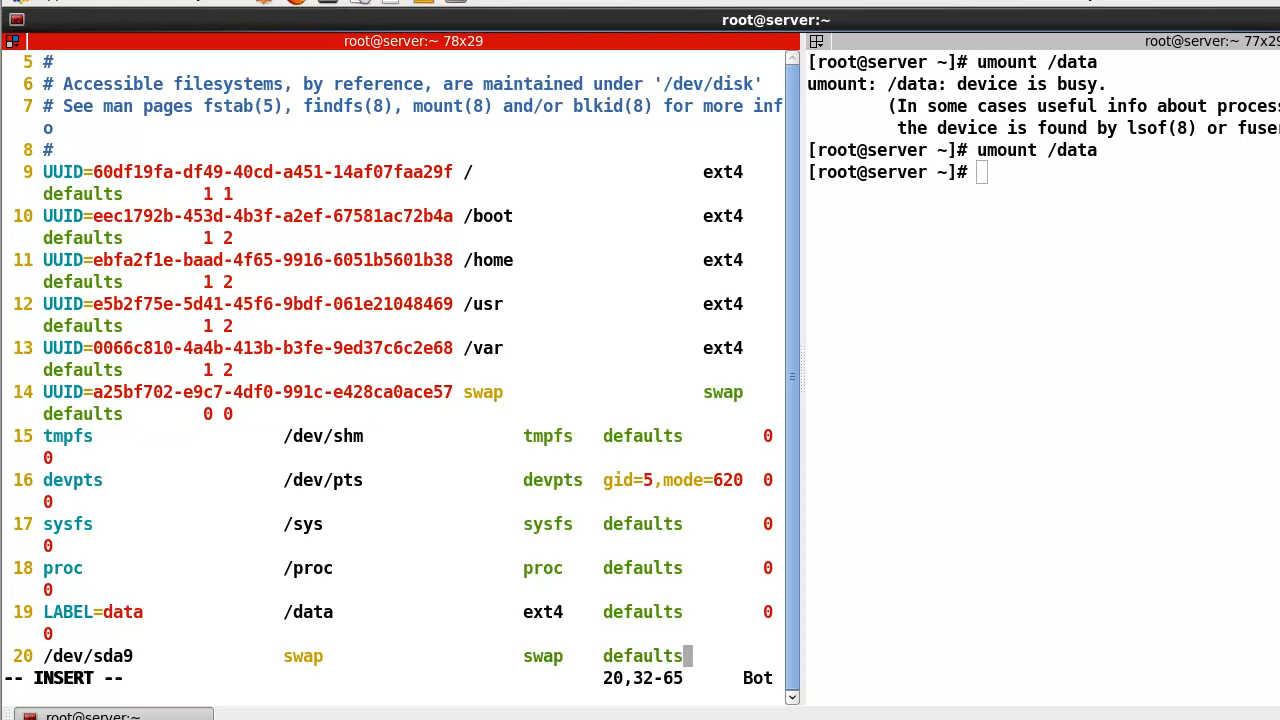 root@server:~
root@server:~ 78x29
5 #
6 # Accessible filesystems, by reference, are maintained under '/dev/disk'
7 # See man pages fstab(5), findfs(8), mount(8) and/or blkid(8) for more inf
o
8 #
9 UUID=60df19fa-df49-40cd-a451-14af07faa29f / ext4
defaults 1 1
10 UUID=eec1792b-453d-4b3f-a2ef-67581ac72b4a /boot ext4
defaults 1 2
11 UUID=ebfa2f1e-baad-4f65-9916-6051b5601b38 /home ext4
defaults 1 2
12 UUID=e5b2f75e-5d41-45f6-9bdf-061e21048469 /usr ext4
defaults 1 2
13 UUID=0066c810-4a4b-413b-b3fe-9ed37c6c2e68 /var ext4
defaults 1 2
14 UUID=a25bf702-e9c7-4df0-991c-e428ca0ace57 swap swap
defaults 0 0
15 tmpfs /dev/shm tmpfs defaults 0
0
16 devpts /dev/pts devpts gid=5,mode=620 0
0
17 sysfs /sys sysfs defaults 0
0
18 proc /proc proc defaults 0
0
19 LABEL=data /data ext4 defaults 0
0
20 /dev/sda9 swap swap defaults
-- INSERT -- 20,32-65 Bot
root@server:~ 77x29
[root@server ~]# umount /data
umount: /data: device is busy.
(In some cases useful info about process
the device is found by lsof(8) or fuser
[root@server ~]# umount /data
[root@server ~]#
root@server:~